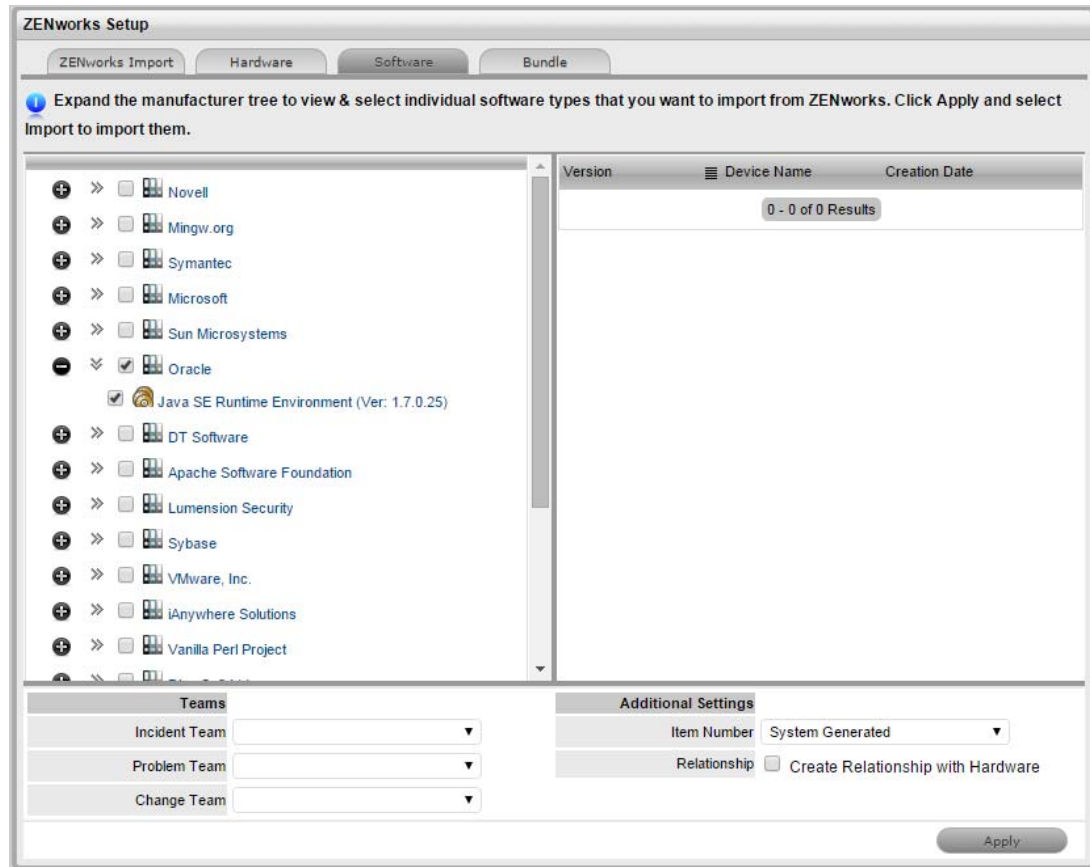 ZENworks Setup
ZENworks Import
Hardware
Software
Bundle
Expand the manufacturer tree to view & select individual software types that you want to import from ZENworks. Click Apply and select
Import to import them.
Novell
Mingw.org
Symantec
Microsoft
Sun Microsystems
Oracle
Java SE Runtime Environment (Ver: 1.7.0.25)
DT Software
Apache Software Foundation
Lumension Security
Sybase
VMware, Inc.
iAnywhere Solutions
Vanilla Perl Project
Version Device Name Creation Date
0 - 0 of 0 Results
Teams
Incident Team
Problem Team
Change Team
Additional Settings
Item Number System Generated
Relationship Create Relationship with Hardware
Apply